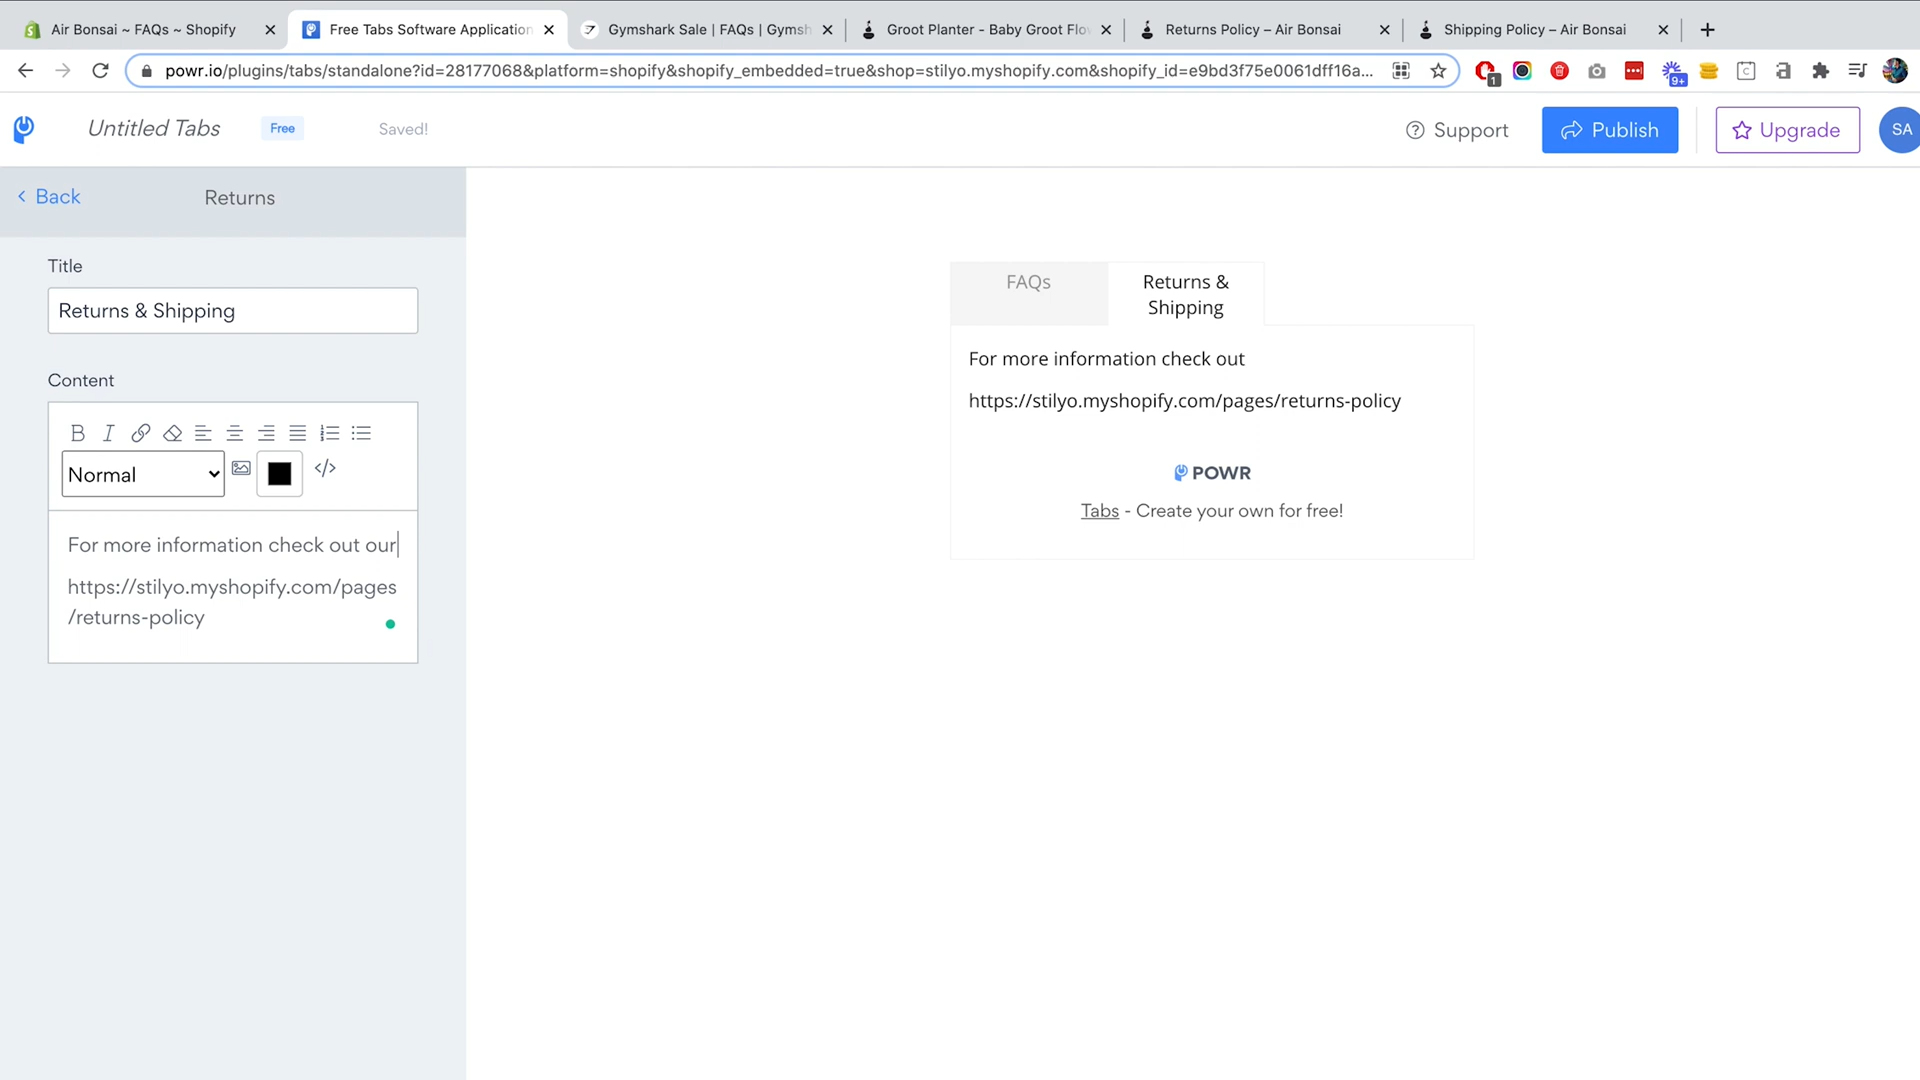 Air Bonsai ~ FAQs ~ Shopify
Free Tabs Software Application
Gymshark Sale | FAQs | Gymsh
Groot Planter - Baby Groot Flo
Returns Policy – Air Bonsai
Shipping Policy – Air Bonsai
powr.io/plugins/tabs/standalone?id=28177068&platform=shopify&shopify_embedded=true&shop=stilyo.myshopify.com&shopify_id=e9bd3f75e0061dff16a...
1
9+
Untitled Tabs
Free
Saved!
Support
Publish
Upgrade
SA
Back
Returns
Title
Returns & Shipping
Content
Normal
For more information check out our
https://stilyo.myshopify.com/pages
/returns-policy
FAQs
Returns &
Shipping
For more information check out
https://stilyo.myshopify.com/pages/returns-policy
POWR
Tabs - Create your own for free!